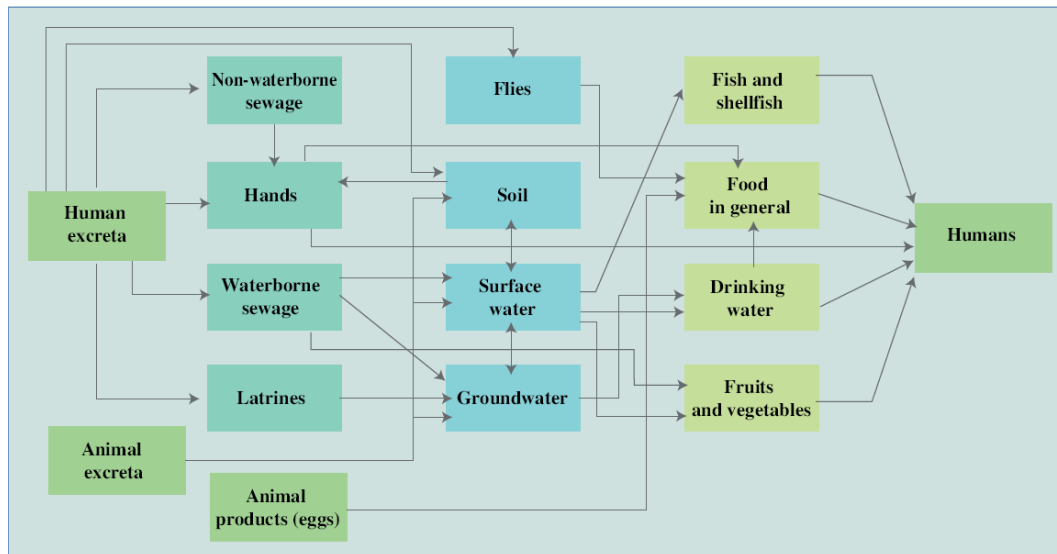 Non-waterborne
sewage
Flies
Fish and
shellfish
Human
excreta
Hands
Soil
Food
in general
Humans
Waterborne
sewage
Surface
water
Drinking
water
Latrines
Groundwater
Fruits
and vegetables
Animal
excreta
Animal
products (eggs)